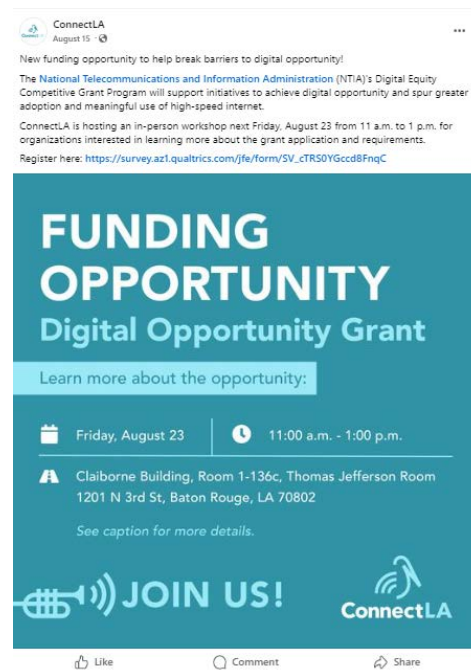 ConnectLA
August 15 ·
New funding opportunity to help break barriers to digital opportunity!
The National Telecommunications and Information Administration (NTIA)'s Digital Equity
Competitive Grant Program will support initiatives to achieve digital opportunity and spur greater
adoption and meaningful use of high-speed internet.
ConnectLA is hosting an in-person workshop next Friday, August 23 from 11 a.m. to 1 p.m. for
organizations interested in learning more about the grant application and requirements.
Register here: https://survey.az1.qualtrics.com/jfe/form/SV_cTRS0YGccd8FnqC
FUNDING
OPPORTUNITY
Digital Opportunity Grant
Learn more about the opportunity:
Friday, August 23
11:00 a.m. - 1:00 p.m.
Claiborne Building, Room 1-136c, Thomas Jefferson Room
1201 N 3rd St, Baton Rouge, LA 70802
See caption for more details.
JOIN US!
ConnectLA
Like
Comment
Share